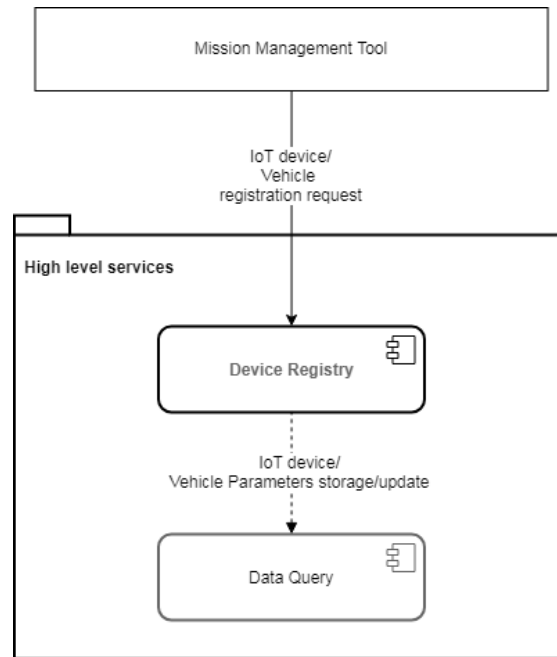 Mission Management Tool
IoT device/
Vehicle
registration request
High level services
Device Registry
IoT device/
Vehicle Parameters storage/update
Data Query